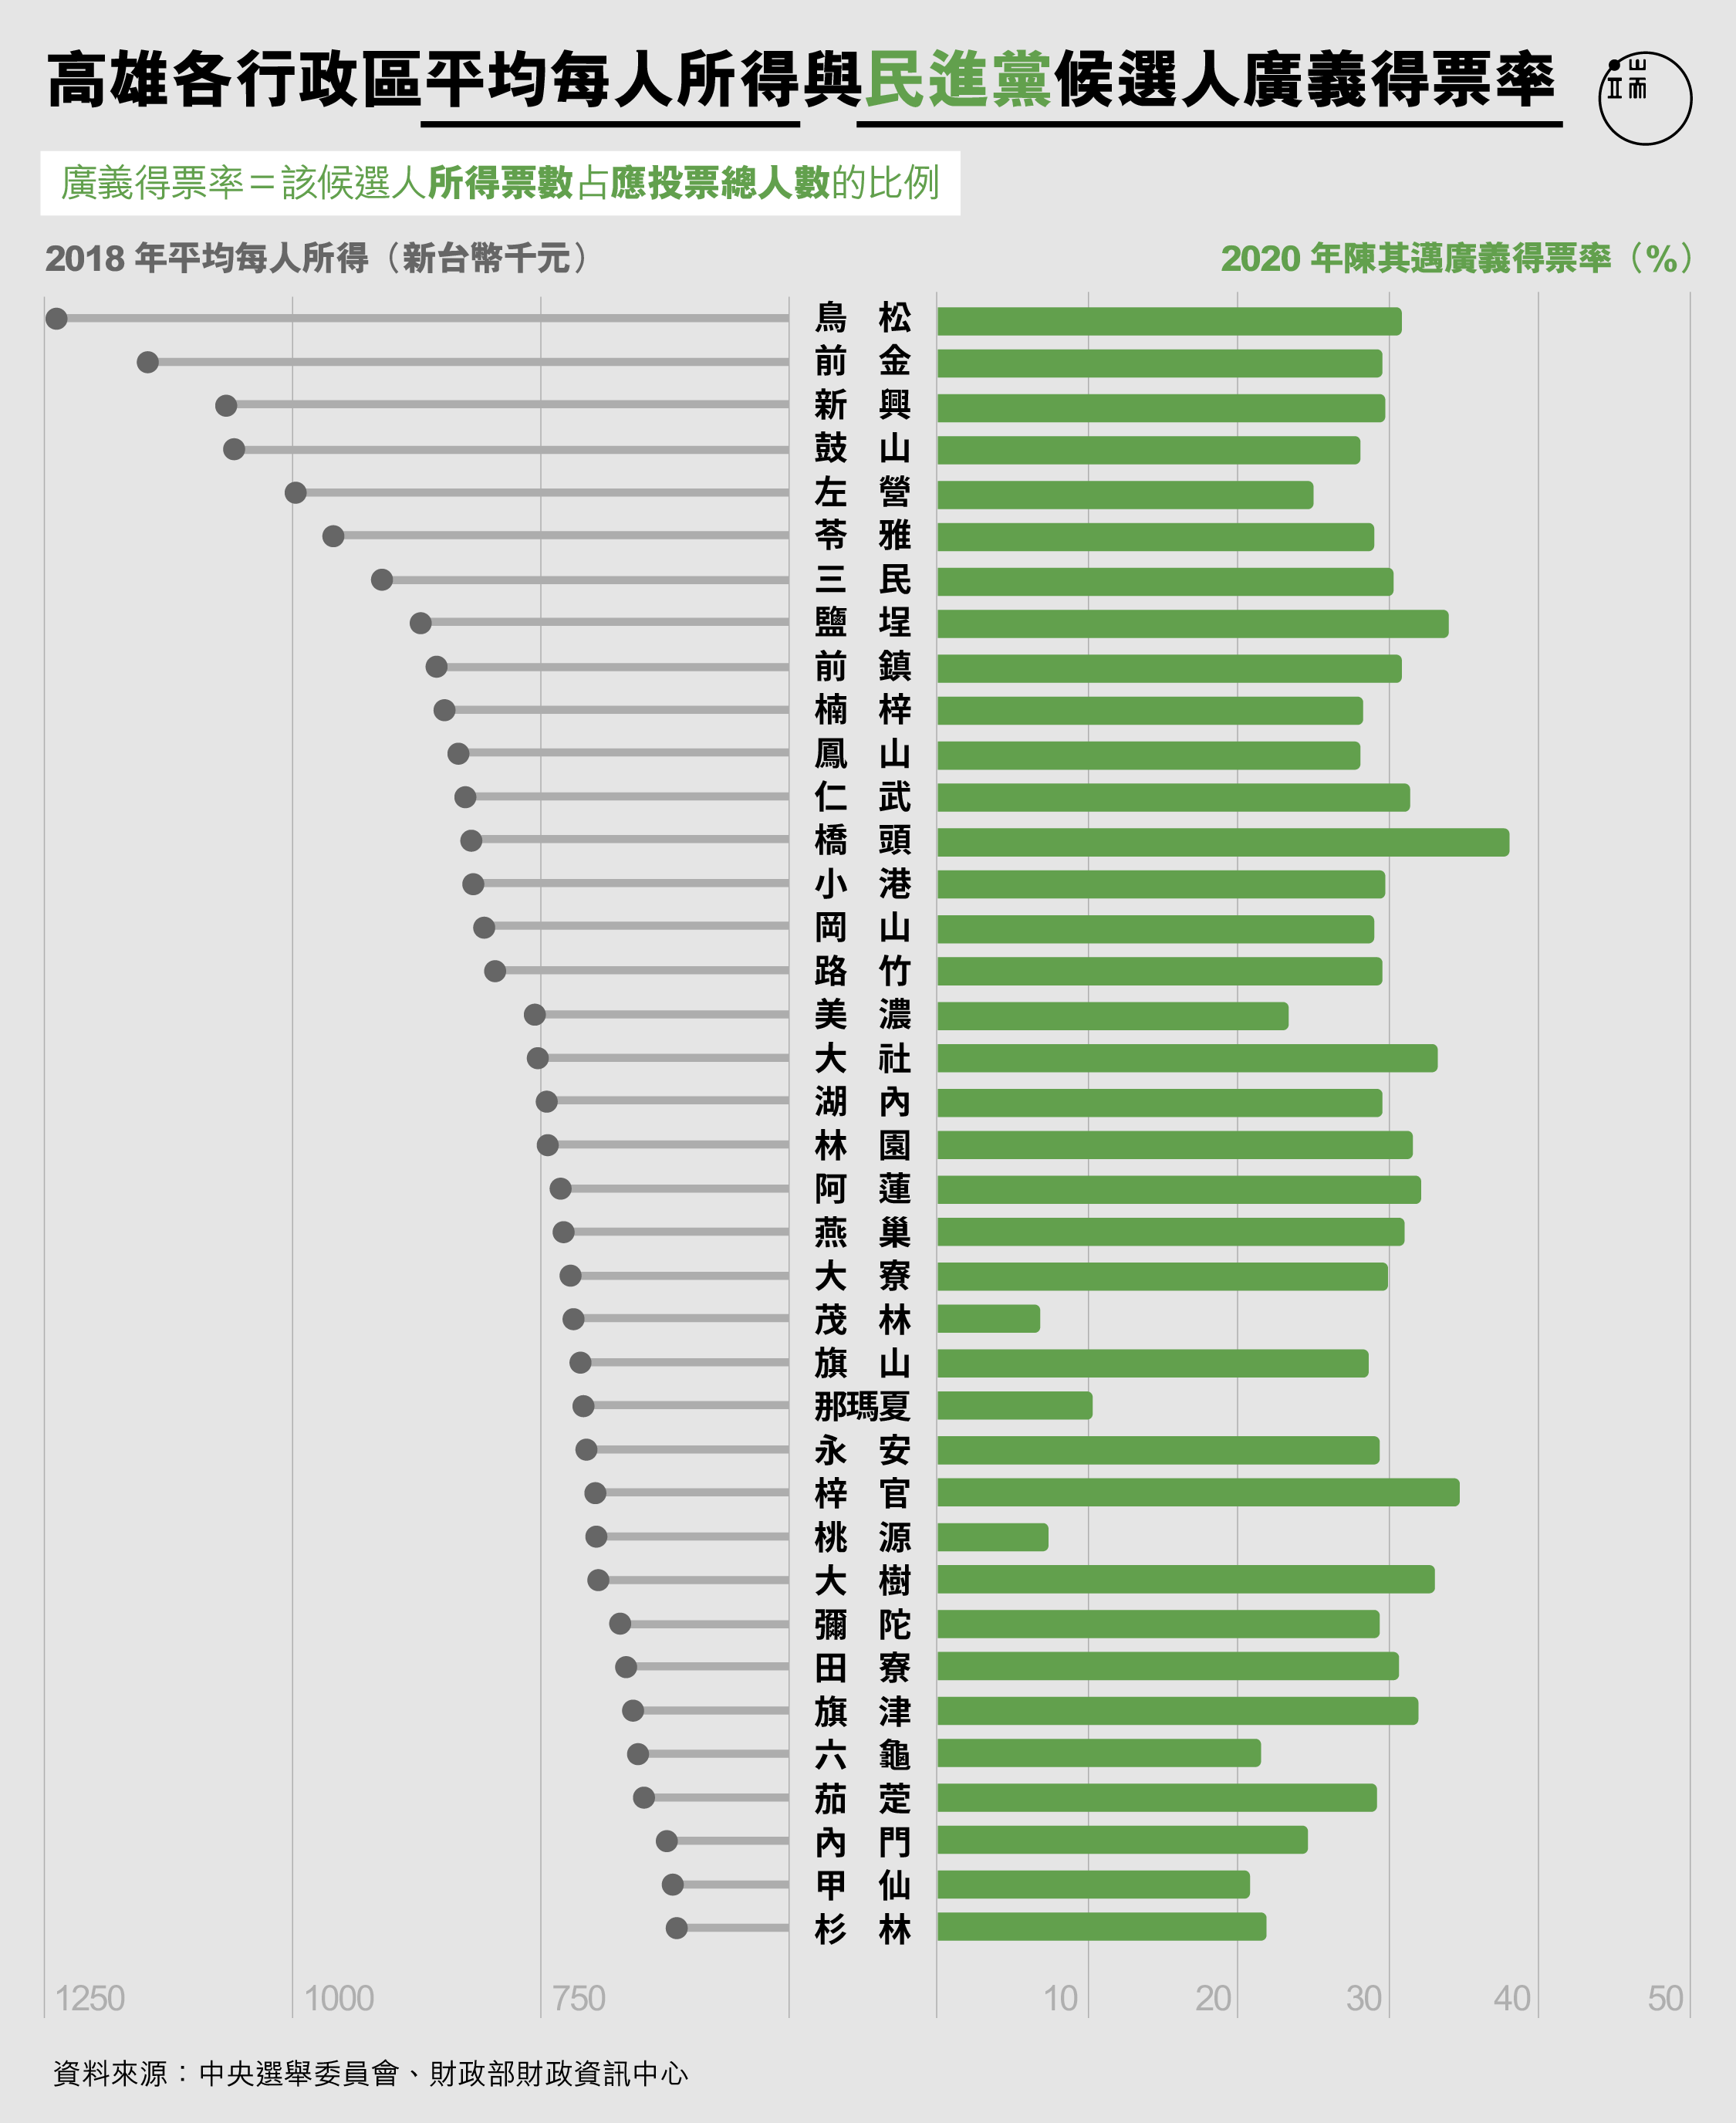 高雄各行政區平均每人所得與民進黨候選人廣義得票率
廣義得票率＝該候選人所得票數占應投票總人數的比例
2018 年平均每人所得（新台幣千元）
2020 年陳其邁廣義得票率（%）
鳥松
前金
新興
鼓山
左營
苓雅
三民
鹽埕
前鎮
楠梓
鳳山
仁武
橋頭
小港
岡山
路竹
美濃
大社
湖內
林園
阿蓮
燕巢
大寮
茂林
旗山
那瑪夏
永安
梓官
桃源
大樹
彌陀
田寮
旗津
六龜
茄萣
內門
甲仙
杉林
1250 1000 750 10 20 30 40 50
資料來源：中央選舉委員會、財政部財政資訊中心